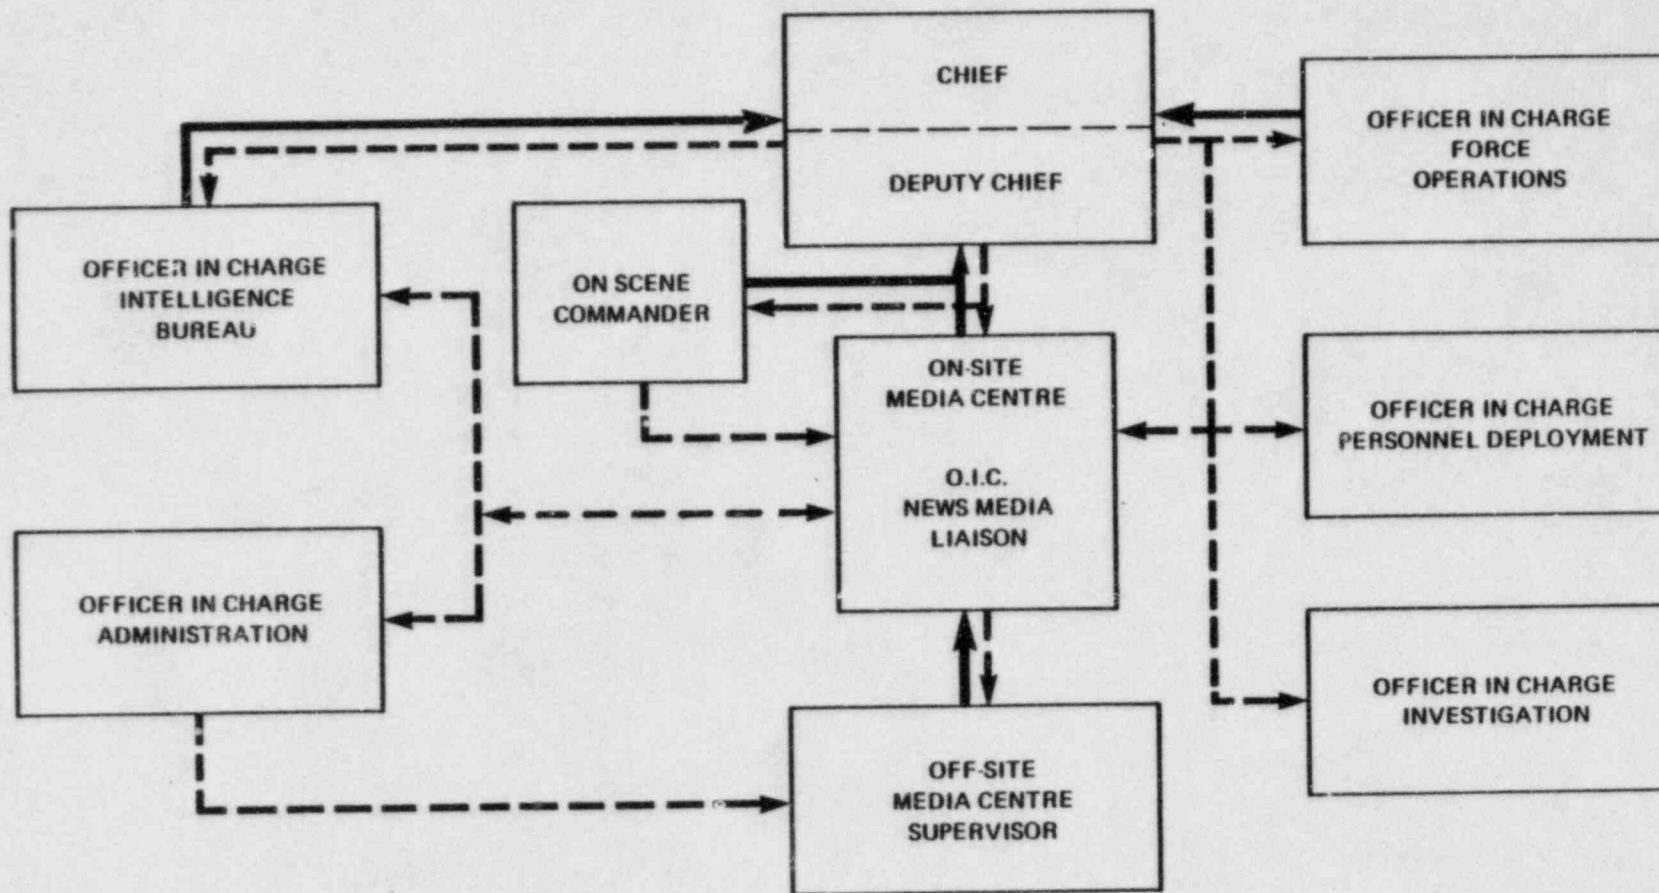 CHIEF
DEPUTY CHIEF
OFFICER IN CHARGE
FORCE
OPERATIONS
OFFICER IN CHARGE
INTELLIGENCE
BUREAU
ON SCENE
COMMANDER
ON-SITE
MEDIA CENTRE
O.I.C.
NEWS MEDIA
LIAISON
OFFICER IN CHARGE
PERSONNEL DEPLOYMENT
OFFICER IN CHARGE
ADMINISTRATION
OFF-SITE
MEDIA CENTRE
SUPERVISOR
OFFICER IN CHARGE
INVESTIGATION